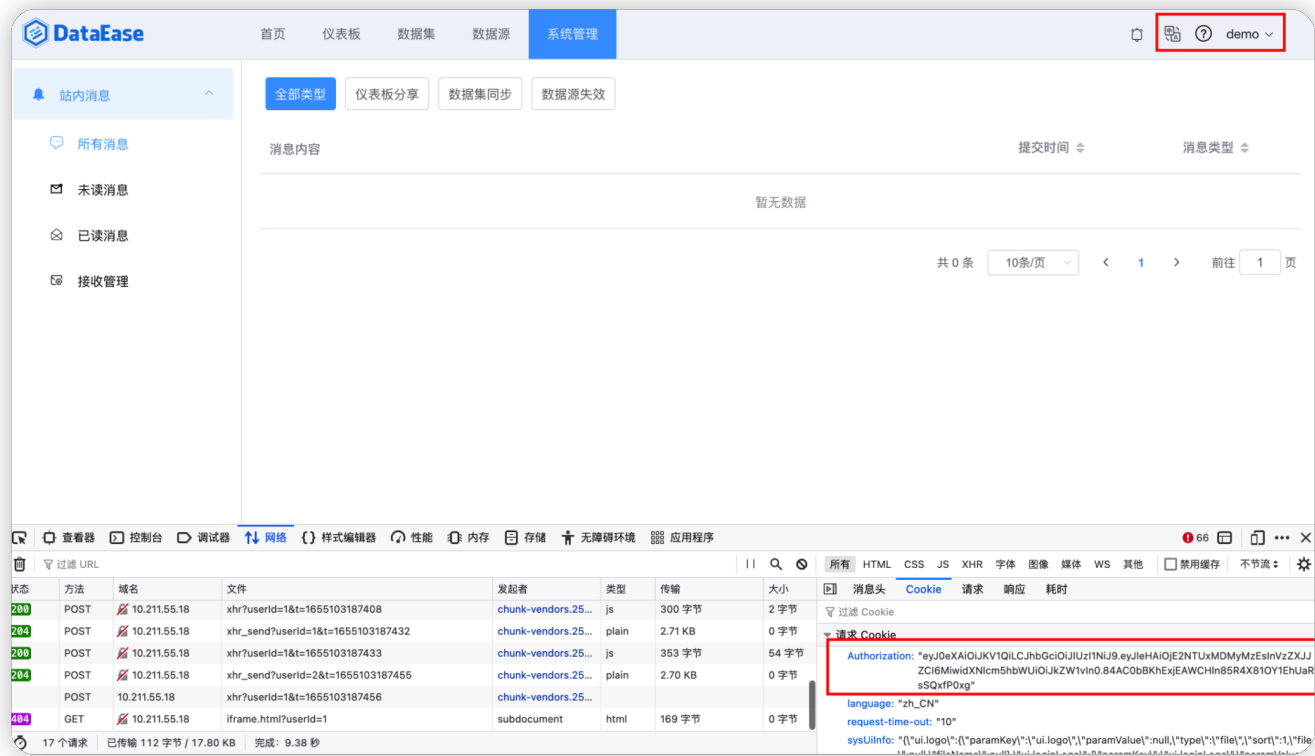 DataEase 首页 仪表板 数据集 数据源 系统管理 demo
站内消息
所有消息
未读消息
已读消息
接收管理
全部类型 仪表板分享 数据集同步 数据源失效
消息内容 提交时间 消息类型
暂无数据
共 0 条 10条/页 1 前往 1 页
查看器 控制台 调试器 网络 样式编辑器 性能 内存 存储 无障碍环境 应用程序 66
过滤 URL 所有 HTML CSS JS XHR 字体 图像 媒体 WS 其他 禁用缓存 不节流
状态 方法 域名 文件 发起者 类型 传输 大小
200 POST 10.211.55.18 xhr?userId=1&t=1655103187408 chunk-vendors.25... js 300 字节 2 字节
204 POST 10.211.55.18 xhr_send?userId=1&t=1655103187432 chunk-vendors.25... plain 2.71 KB 0 字节
200 POST 10.211.55.18 xhr?userId=1&t=1655103187433 chunk-vendors.25... js 353 字节 54 字节
204 POST 10.211.55.18 xhr_send?userId=2&t=1655103187455 chunk-vendors.25... plain 2.70 KB 0 字节
POST 10.211.55.18 xhr?userId=1&t=1655103187456 chunk-vendors.25...
404 GET 10.211.55.18 iframe.html?userId=1 subdocument html 169 字节 0 字节
17 个请求 已传输 112 字节 / 17.80 KB 完成: 9.38 秒
消息头 Cookie 请求 响应 耗时
过滤 Cookie
请求 Cookie
Authorization: "eyJ0eXAiOiJKV1QiLCJhbGciOiJIUzI1NiJ9.eyJleHAiOjE2NTUxMDMyMzEsInVzZXJJ
ZCI6MiwidXNlcm5hbWUiOiJkZW1vIn0.84AC0bBKhExjEAWCHIn85R4X81OY1EhUaR
sSQxfP0xg"
language: "zh_CN"
request-time-out: "10"
sysUiInfo: "{\"ui.logo\":{\"paramKey\":\"ui.logo\",\"paramValue\":null,\"type\":\"file\",\"sort\":1,\"file